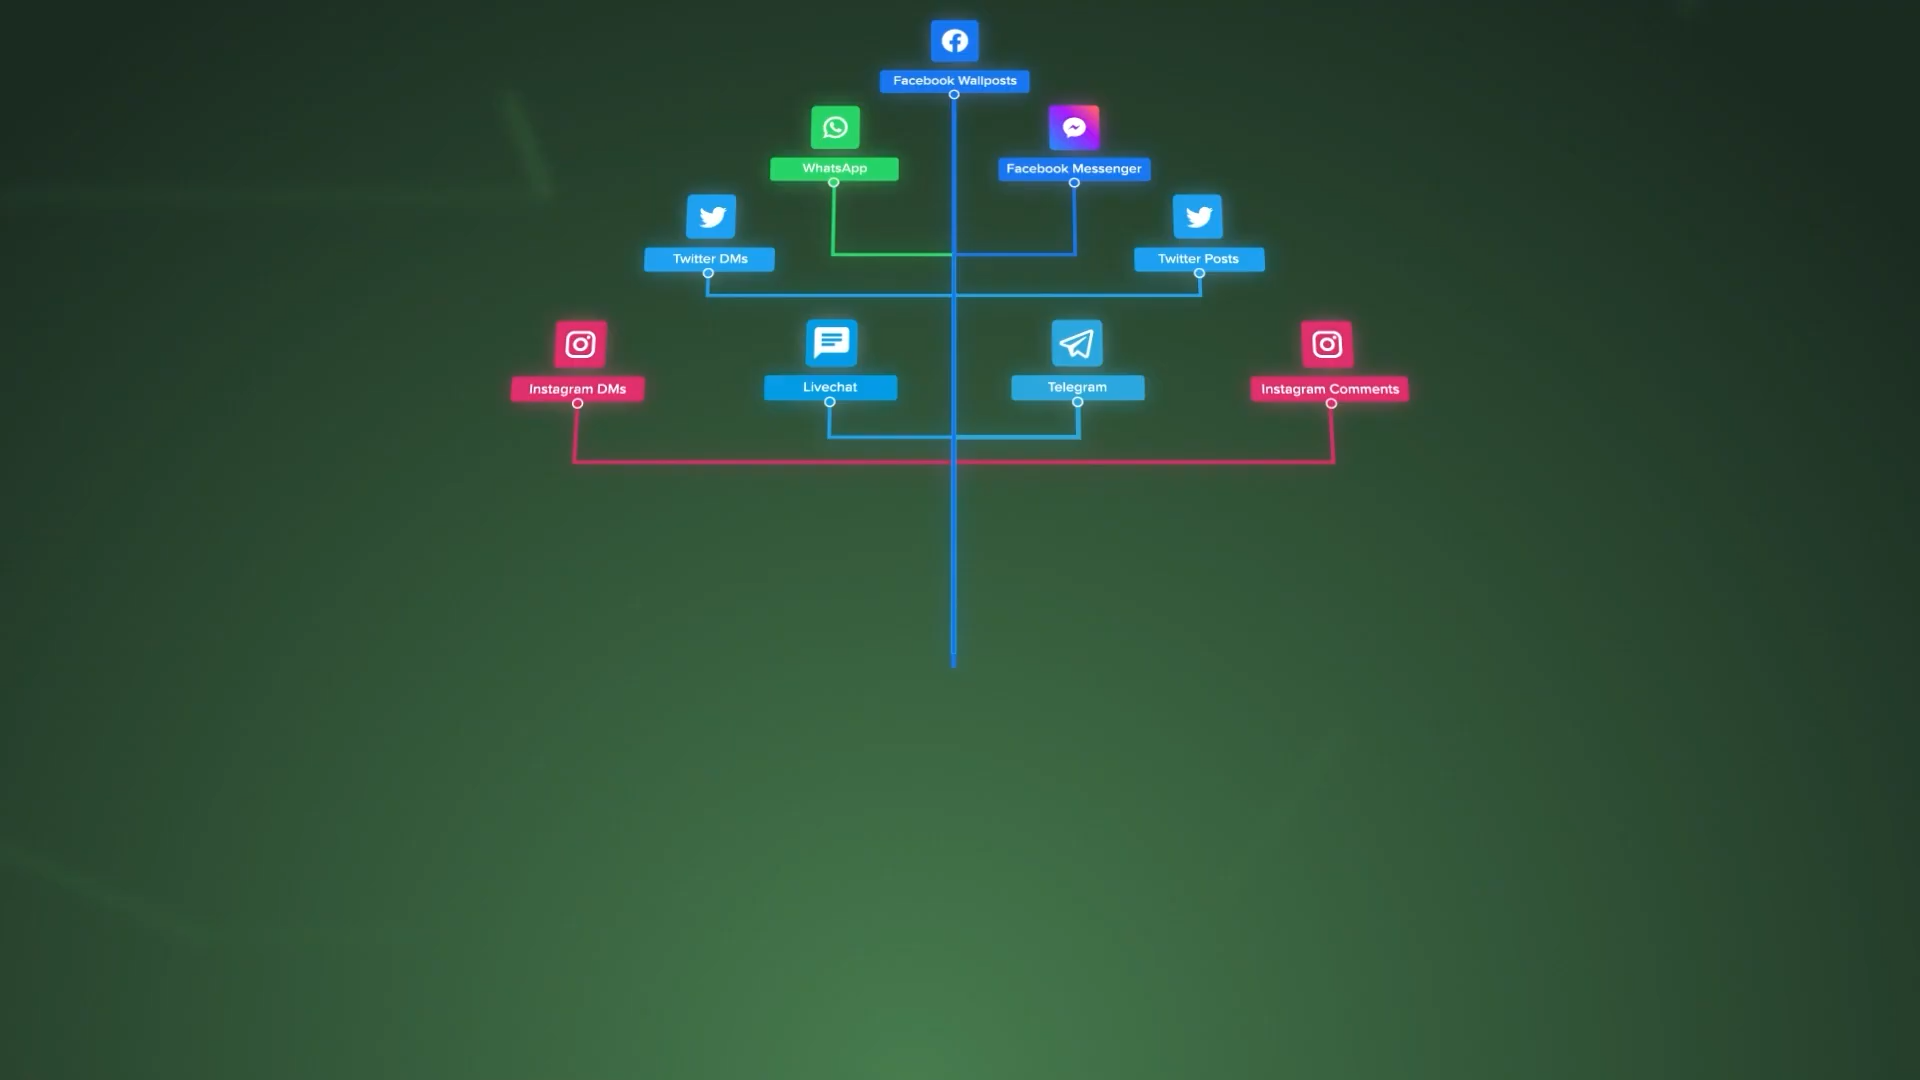 Facebook Wallposts
WhatsApp
Facebook Messenger
Twitter DMs
Twitter Posts
Instagram DMs
Livechat
Telegram
Instagram Comments